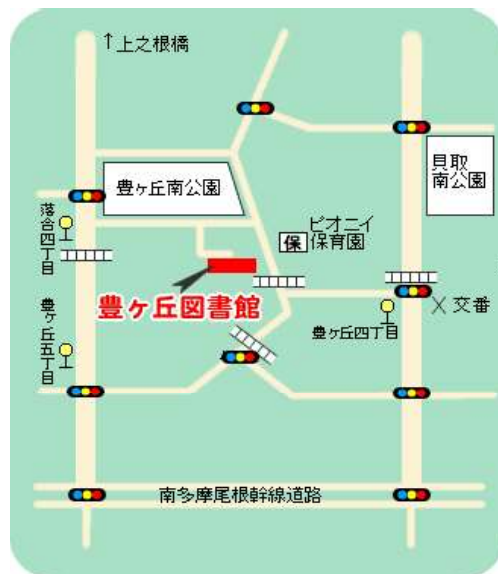 ↑上之根橋
貝取
南公園
豊ヶ丘南公園
落合四丁目
ピオニイ
保育園
保
豊ヶ丘図書館
交番
豊ヶ丘四丁目
豊ヶ丘五丁目
南多摩尾根幹線道路